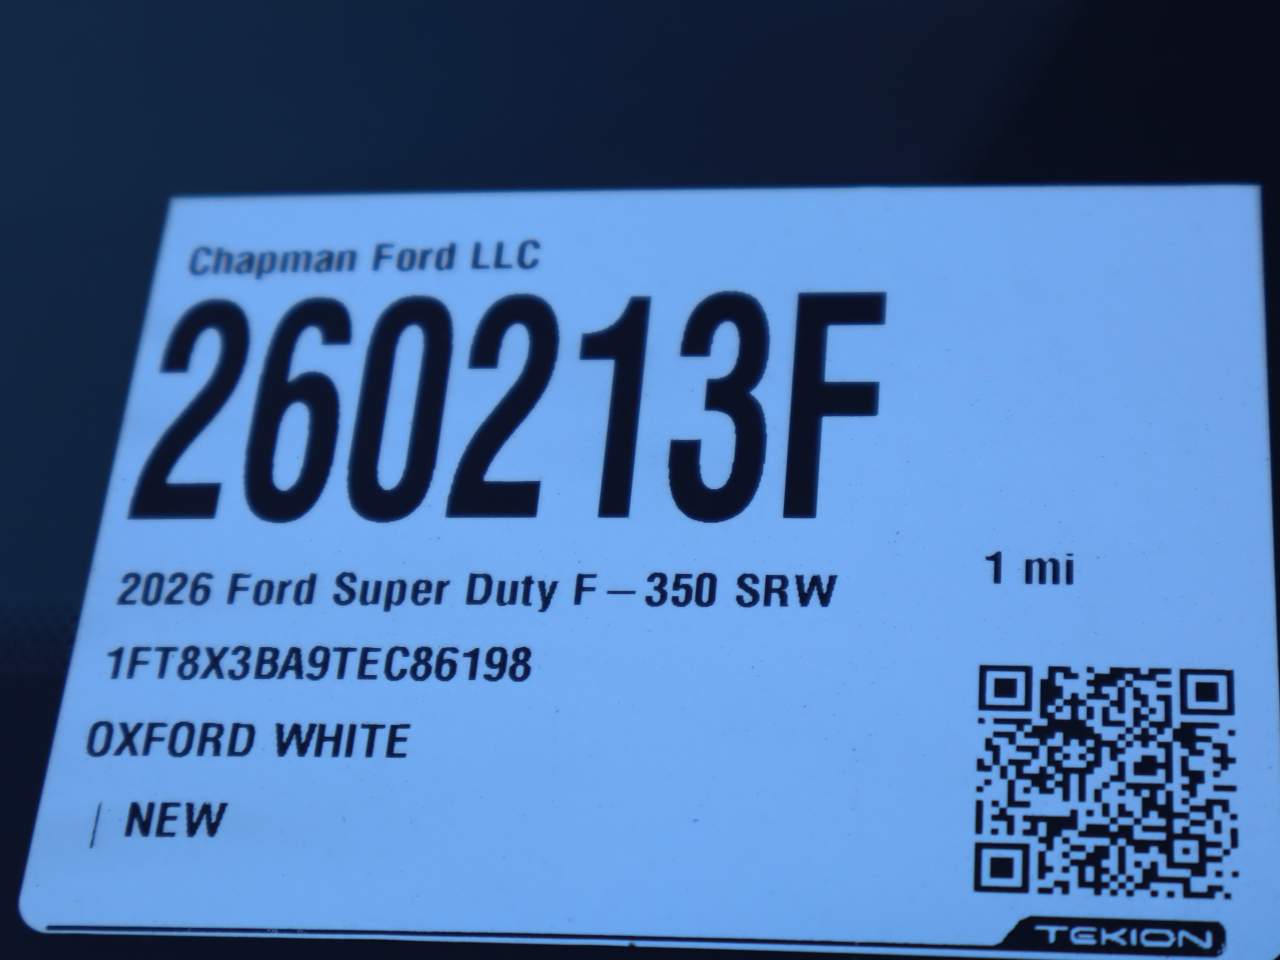 Chapman Ford LLC
260213F
2026 Ford Super Duty F-350 SRW
1 mi
1FT8X3BA9TEC86198
OXFORD WHITE
| NEW
TEKION